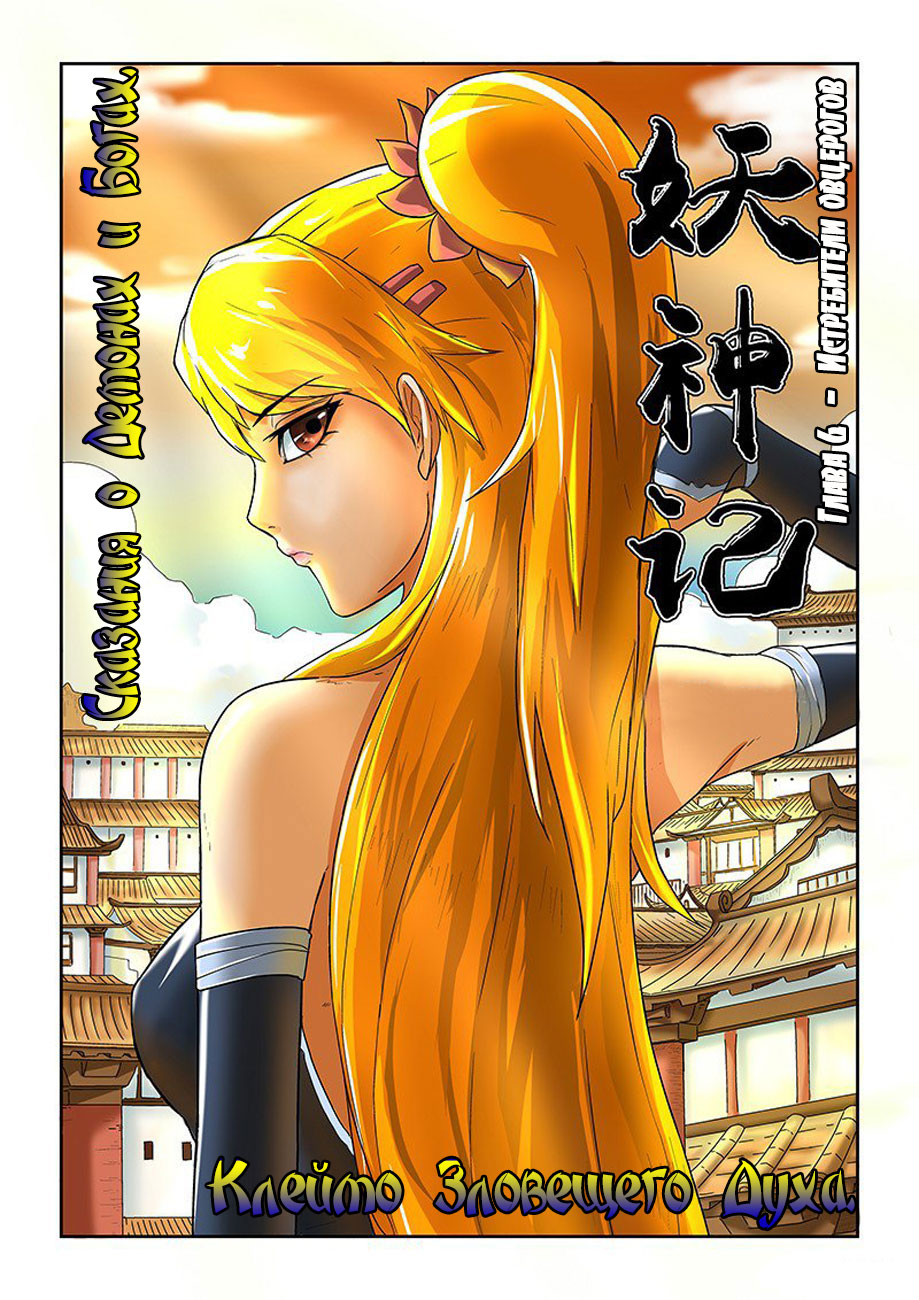 Сказания о Демонах и Богах.
妖神记
Глава 6 - Истребители овцерогов
Клеймо Зловещего Духа.